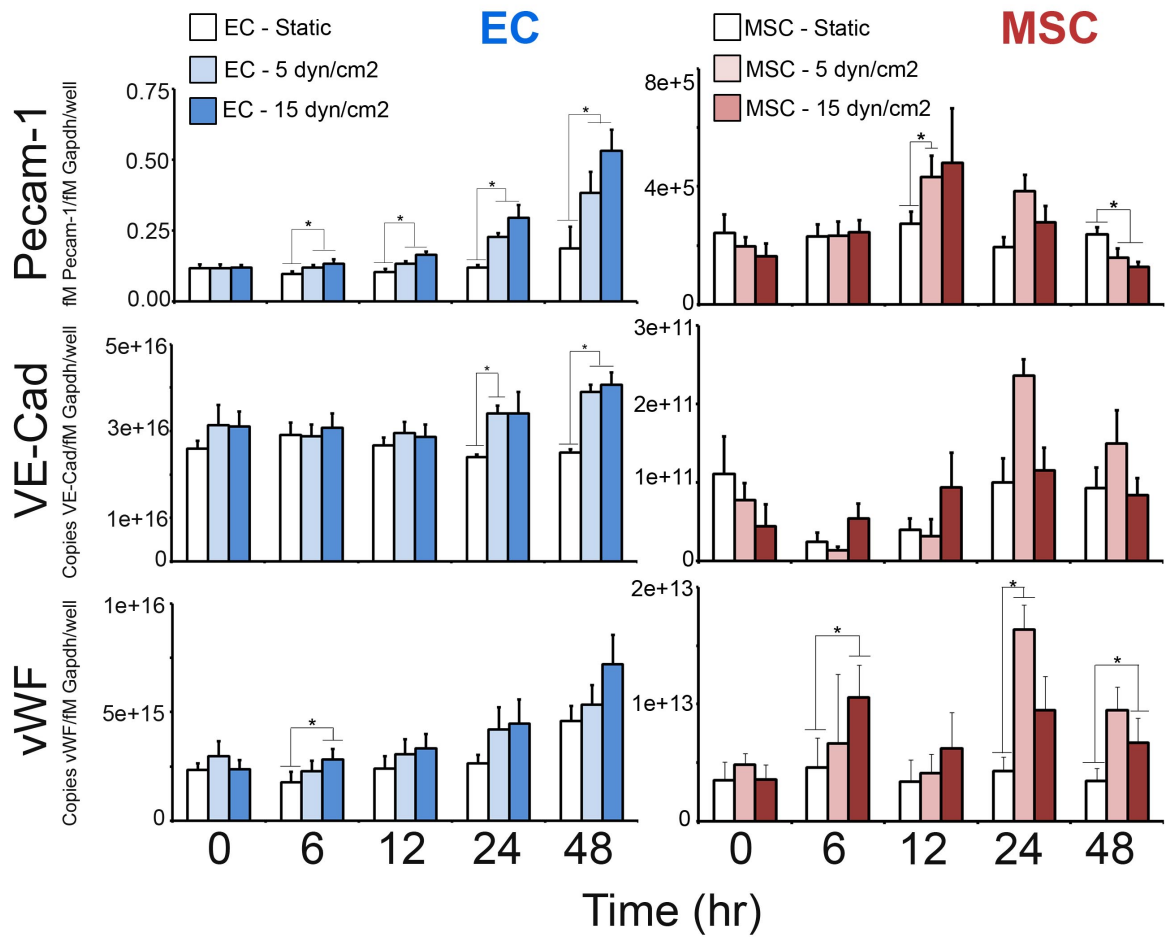 EC - Static
EC
EC - 5 dyn/cm2
EC - 15 dyn/cm2
MSC - Static
MSC
MSC - 5 dyn/cm2
MSC - 15 dyn/cm2
Pecam-1
fM Pecam-1/fM Gapdh/well
0.75
0.50
0.25
0.00
* * * *
8e+5
4e+5
0
* *
VE-Cad
Copies VE-Cad/fM Gapdh/well
5e+16
3e+16
1e+16
0
* *
3e+11
2e+11
1e+11
0
vWF
Copies vWF/fM Gapdh/well
1e+16
5e+15
0
*
2e+13
1e+13
0
* * *
0 6 12 24 48
0 6 12 24 48
Time (hr)